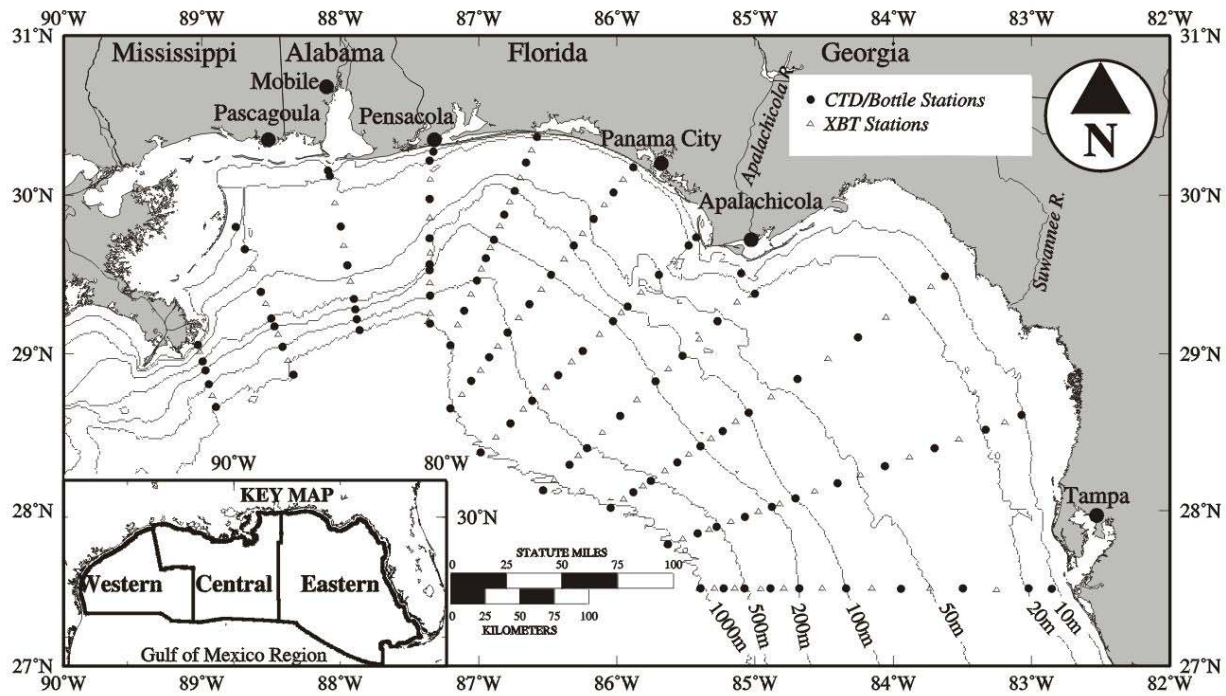 90°W 89°W 88°W 87°W 86°W 85°W 84°W 83°W 82°W
31°N 31°N
Mississippi Alabama Florida Georgia
Mobile
Pascagoula Pensacola
Panama City
Apalachicola R.
Apalachicola
CTD/Bottle Stations
XBT Stations
N
30°N 30°N
Suwannee R.
29°N 29°N
28°N 28°N
Tampa
90°W 80°W
KEY MAP
30°N
Western Central Eastern
Gulf of Mexico Region
STATUTE MILES
0 25 50 75 100
0 25 50 75 100
KILOMETERS
1000m 500m 200m 100m 50m 20m 10m
27°N 27°N
90°W 89°W 88°W 87°W 86°W 85°W 84°W 83°W 82°W